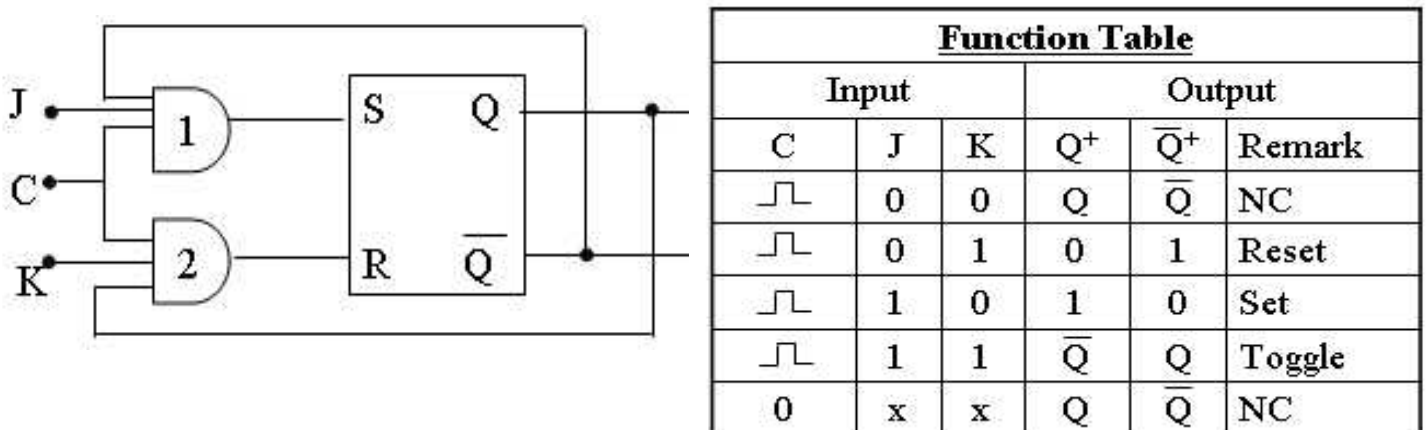 J
C
K
1
2
S Q
R Q̅
Function Table
Input Output
C J K Q⁺ Q̅⁺ Remark
0 0 Q Q̅ NC
0 1 0 1 Reset
1 0 1 0 Set
1 1 Q̅ Q Toggle
0 x x Q Q̅ NC